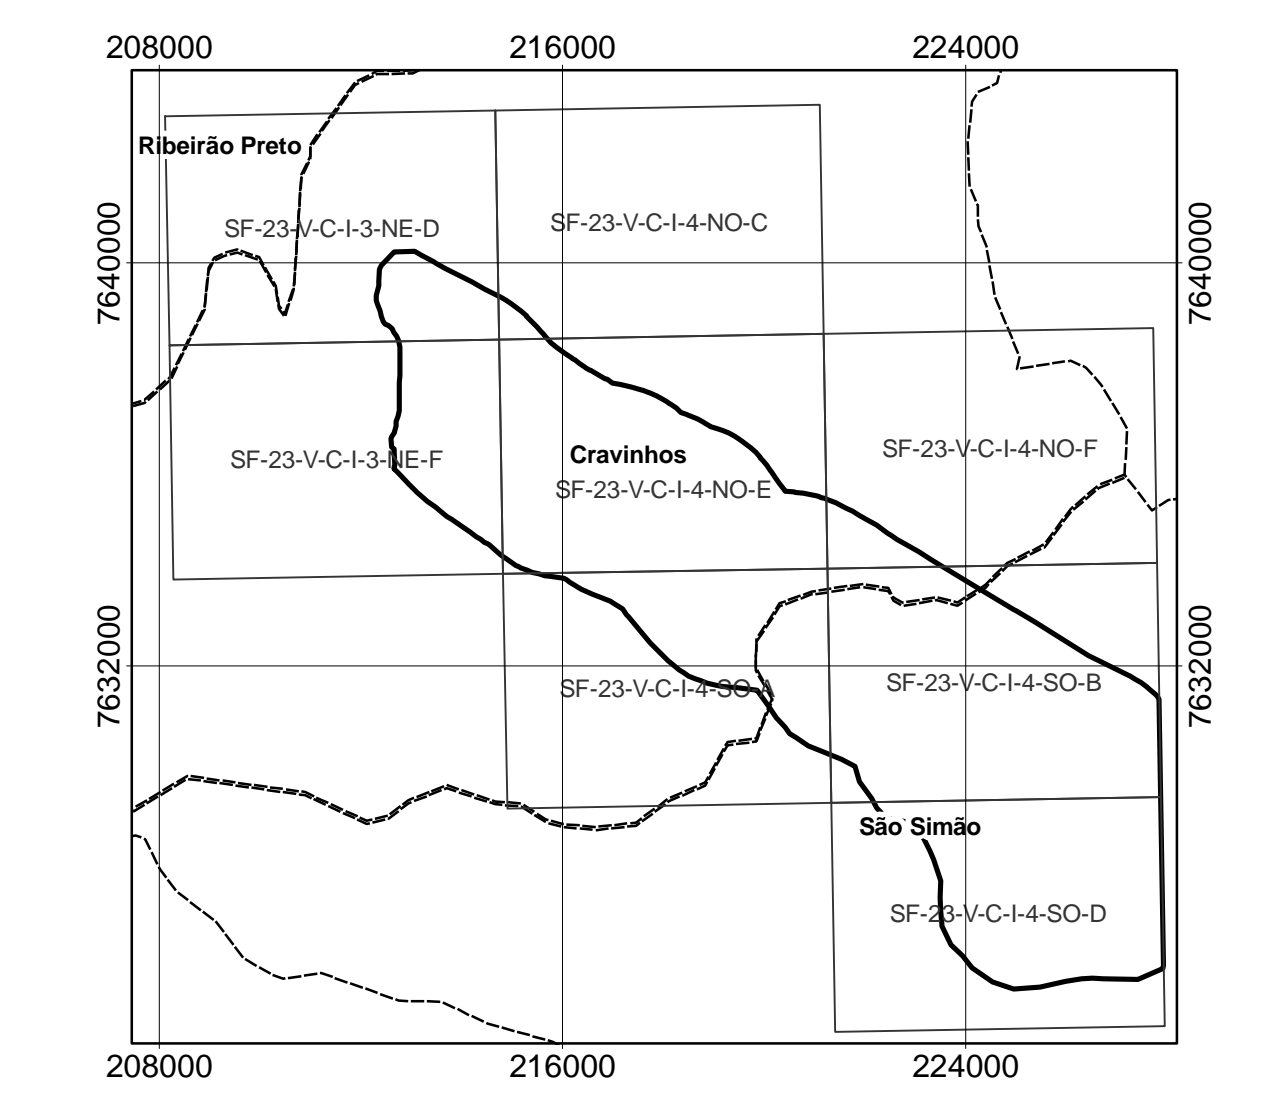 208000 216000 224000
Ribeirão Preto
SF-23-V-C-I-3-NE-D SF-23-V-C-I-4-NO-C
7640000 7640000
SF-23-V-C-I-3-NE-F Cravinhos SF-23-V-C-I-4-NO-F
SF-23-V-C-I-4-NO-E
7632000 7632000
SF-23-V-C-I-4-SO-A SF-23-V-C-I-4-SO-B
São Simão
SF-23-V-C-I-4-SO-D
208000 216000 224000